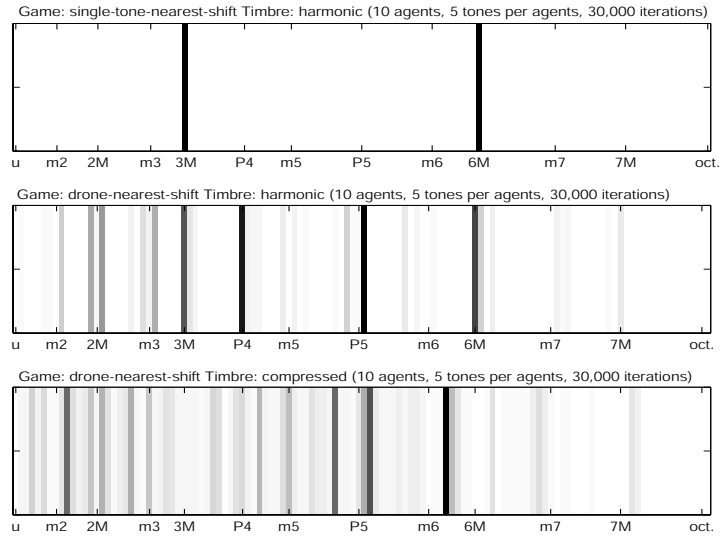 Game: single-tone-nearest-shift Timbre: harmonic (10 agents, 5 tones per agents, 30,000 iterations)
u m2 2M m3 3M P4 m5 P5 m6 6M m7 7M oct.
Game: drone-nearest-shift Timbre: harmonic (10 agents, 5 tones per agents, 30,000 iterations)
u m2 2M m3 3M P4 m5 P5 m6 6M m7 7M oct.
Game: drone-nearest-shift Timbre: compressed (10 agents, 5 tones per agents, 30,000 iterations)
u m2 2M m3 3M P4 m5 P5 m6 6M m7 7M oct.